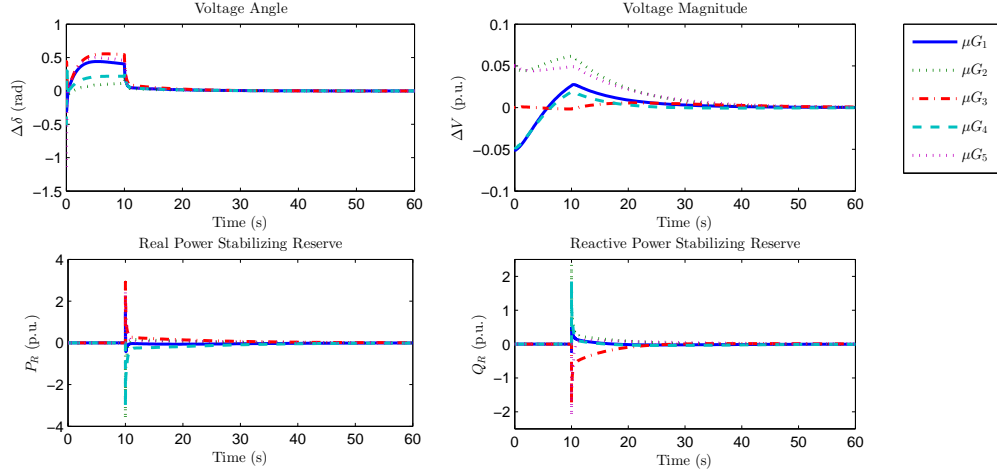 Voltage Angle
1
0.5
0
−0.5
−1
−1.5
0 10 20 30 40 50 60
Δδ (rad)
Time (s)
Voltage Magnitude
0.1
0.05
0
−0.05
−0.1
0 10 20 30 40 50 60
ΔV (p.u.)
Time (s)
μG1
μG2
μG3
μG4
μG5
Real Power Stabilizing Reserve
4
2
0
−2
−4
0 10 20 30 40 50 60
PR (p.u.)
Time (s)
Reactive Power Stabilizing Reserve
2
1
0
−1
−2
0 10 20 30 40 50 60
QR (p.u.)
Time (s)